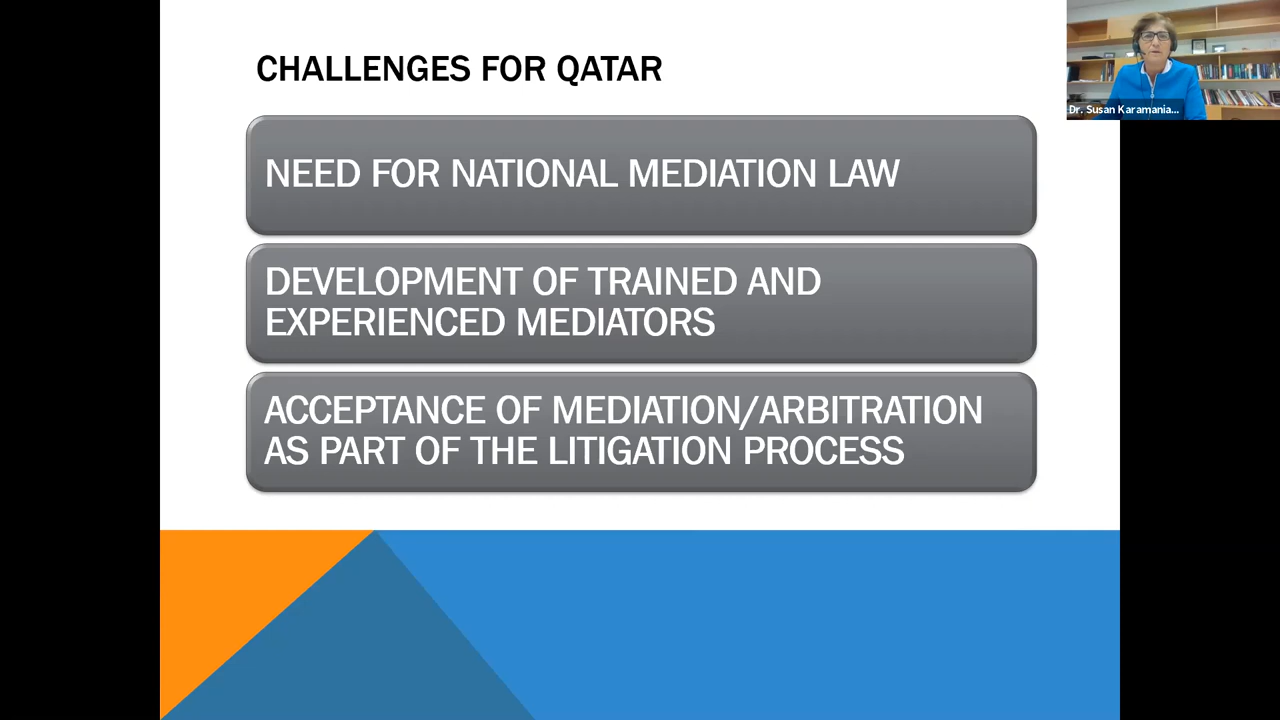 CHALLENGES FOR QATAR
Dr. Susan Karamania...
NEED FOR NATIONAL MEDIATION LAW
DEVELOPMENT OF TRAINED AND
EXPERIENCED MEDIATORS
ACCEPTANCE OF MEDIATION/ARBITRATION
AS PART OF THE LITIGATION PROCESS